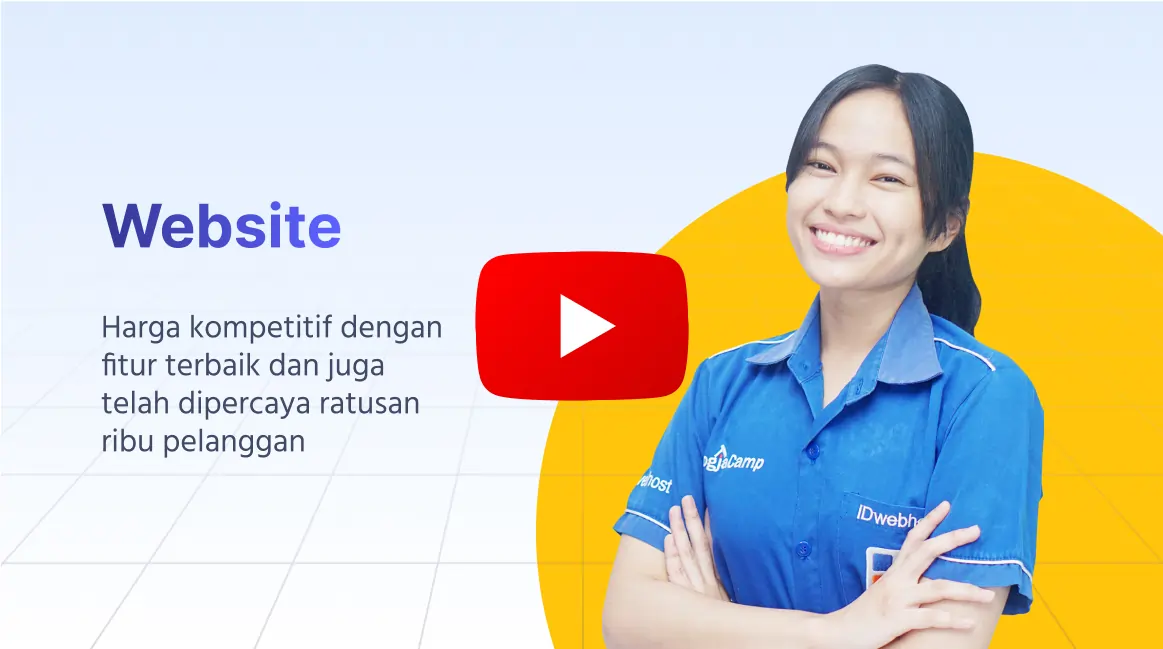 Website
Harga kompetitif dengan
fitur terbaik dan juga
telah dipercaya ratusan
ribu pelanggan